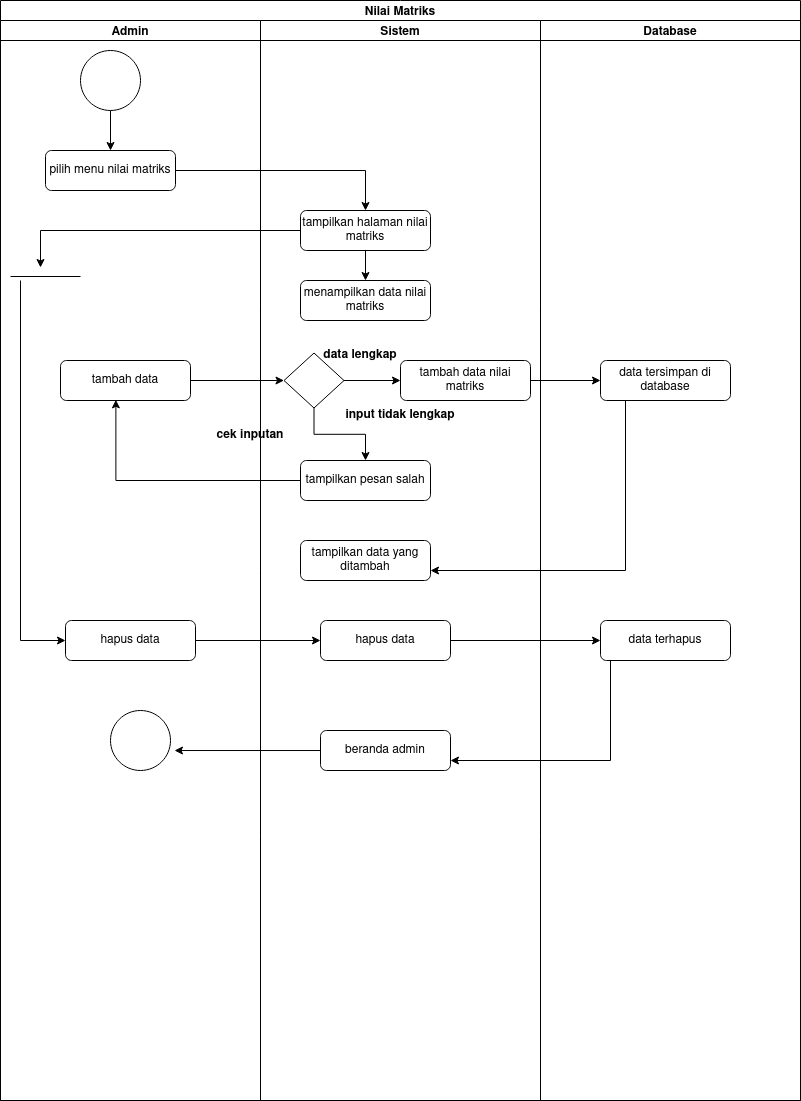 Nilai Matriks
Admin
Sistem
Database
pilih menu nilai matriks
tampilkan halaman nilai
matriks
menampilkan data nilai
matriks
data lengkap
tambah data
tambah data nilai
matriks
data tersimpan di
database
input tidak lengkap
cek inputan
tampilkan pesan salah
tampilkan data yang
ditambah
hapus data
hapus data
data terhapus
beranda admin